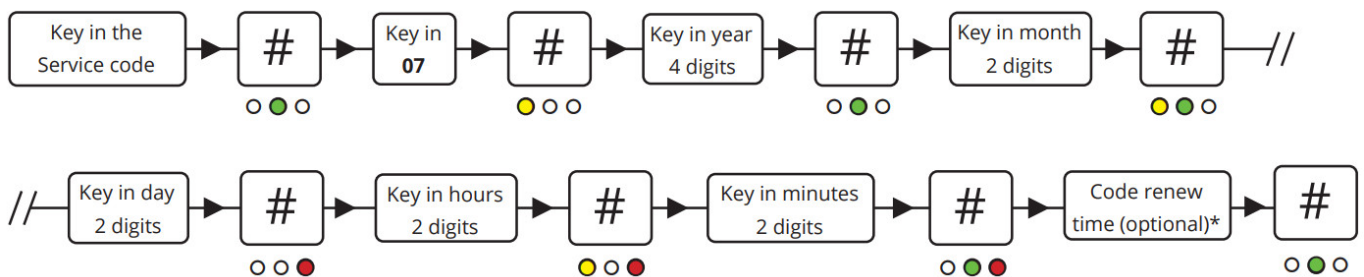 Key in the
Service code
#
Key in
07
#
Key in year
4 digits
#
Key in month
2 digits
#
//
//
Key in day
2 digits
#
Key in hours
2 digits
#
Key in minutes
2 digits
#
Code renew
time (optional)*
#